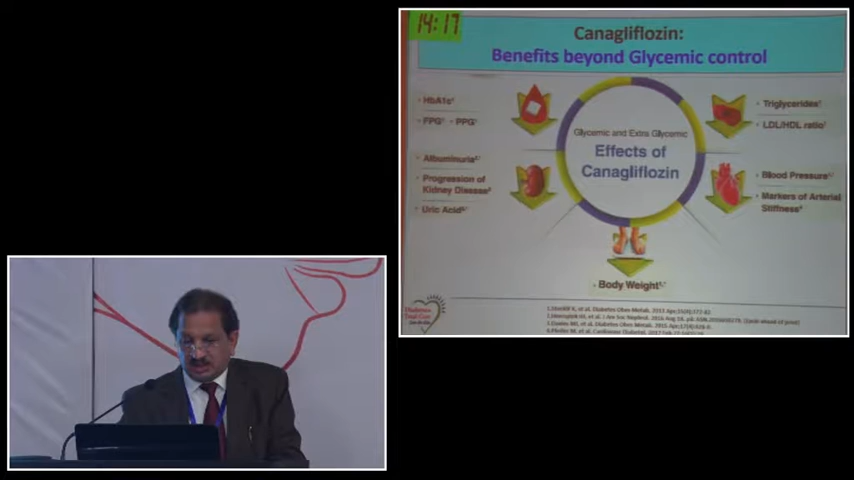 14:17
Canagliflozin:
Benefits beyond Glycemic control
HbA1c
FPG · PPG
Albuminuria
Progression of
Kidney Disease
Uric Acid
Glycemic and Extra Glycemic
Effects of
Canagliflozin
Triglycerides
LDL/HDL ratio
Blood Pressure
Markers of Arterial
Stiffness
Body Weight
Diabetes